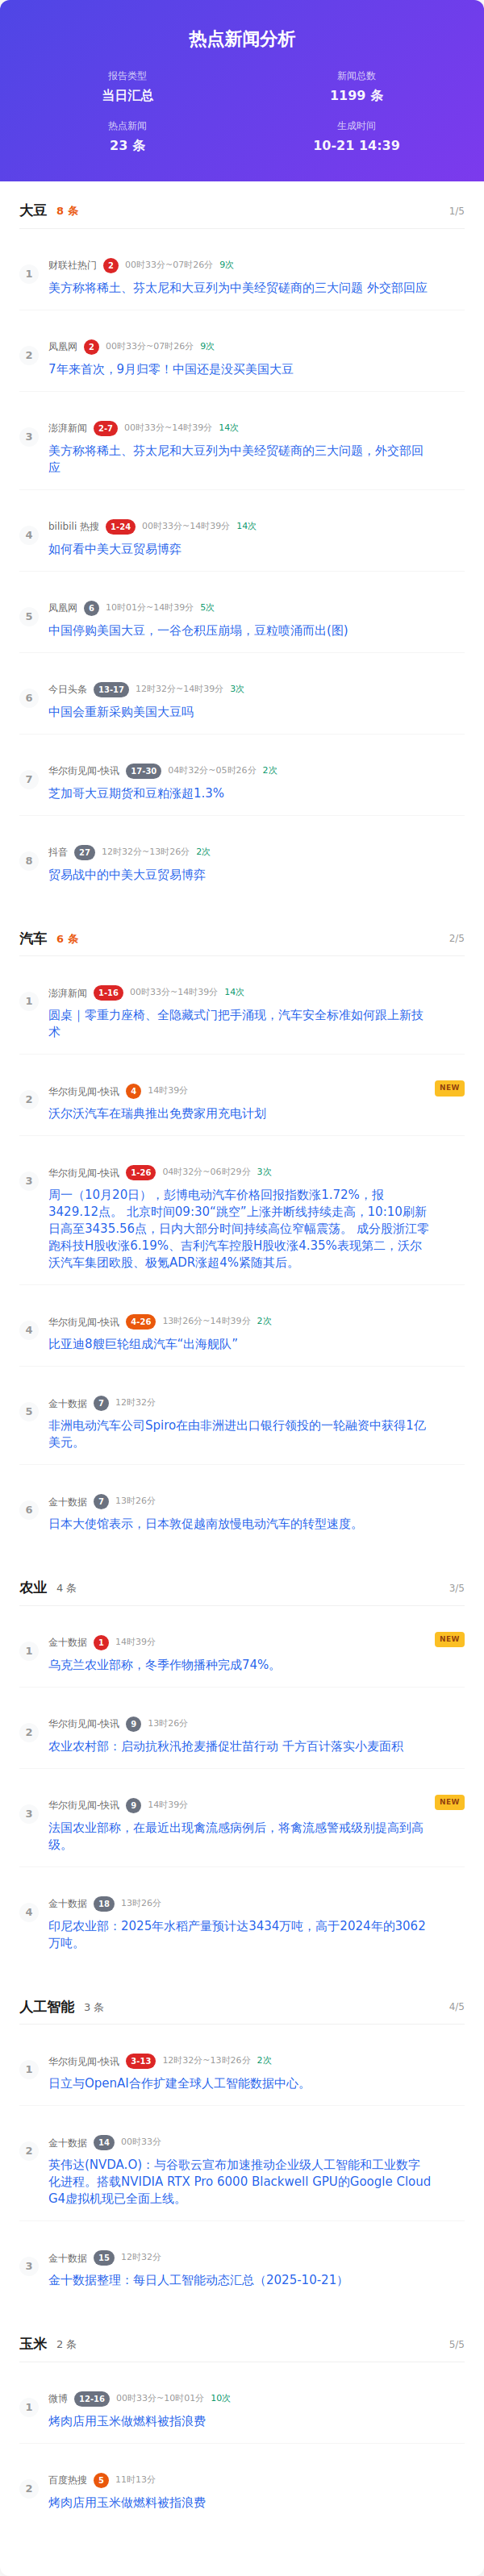 热点新闻分析
报告类型
新闻总数
当日汇总
1199 条
热点新闻
生成时间
23 条
10-21 14:39
大豆 8 条 1/5
1 财联社热门 2 00时33分~07时26分 9次
美方称将稀土、芬太尼和大豆列为中美经贸磋商的三大问题 外交部回应
2 凤凰网 2 00时33分~07时26分 9次
7年来首次，9月归零！中国还是没买美国大豆
3 澎湃新闻 2-7 00时33分~14时39分 14次
美方称将稀土、芬太尼和大豆列为中美经贸磋商的三大问题，外交部回
应
4 bilibili 热搜 1-24 00时33分~14时39分 14次
如何看中美大豆贸易博弈
5 凤凰网 6 10时01分~14时39分 5次
中国停购美国大豆，一谷仓积压崩塌，豆粒喷涌而出(图)
6 今日头条 13-17 12时32分~14时39分 3次
中国会重新采购美国大豆吗
7 华尔街见闻-快讯 17-30 04时32分~05时26分 2次
芝加哥大豆期货和豆粕涨超1.3%
8 抖音 27 12时32分~13时26分 2次
贸易战中的中美大豆贸易博弈
汽车 6 条 2/5
1 澎湃新闻 1-16 00时33分~14时39分 14次
圆桌｜零重力座椅、全隐藏式门把手涌现，汽车安全标准如何跟上新技
术
2 华尔街见闻-快讯 4 14时39分 NEW
沃尔沃汽车在瑞典推出免费家用充电计划
3 华尔街见闻-快讯 1-26 04时32分~06时29分 3次
周一（10月20日），彭博电动汽车价格回报指数涨1.72%，报
3429.12点。 北京时间09:30“跳空”上涨并断线持续走高，10:10刷新
日高至3435.56点，日内大部分时间持续高位窄幅震荡。 成分股浙江零
跑科技H股收涨6.19%、吉利汽车控股H股收涨4.35%表现第二，沃尔
沃汽车集团欧股、极氪ADR涨超4%紧随其后。
4 华尔街见闻-快讯 4-26 13时26分~14时39分 2次
比亚迪8艘巨轮组成汽车“出海舰队”
5 金十数据 7 12时32分
非洲电动汽车公司Spiro在由非洲进出口银行领投的一轮融资中获得1亿
美元。
6 金十数据 7 13时26分
日本大使馆表示，日本敦促越南放慢电动汽车的转型速度。
农业 4 条 3/5
1 金十数据 1 14时39分 NEW
乌克兰农业部称，冬季作物播种完成74%。
2 华尔街见闻-快讯 9 13时26分
农业农村部：启动抗秋汛抢麦播促壮苗行动 千方百计落实小麦面积
3 华尔街见闻-快讯 9 14时39分 NEW
法国农业部称，在最近出现禽流感病例后，将禽流感警戒级别提高到高
级。
4 金十数据 18 13时26分
印尼农业部：2025年水稻产量预计达3434万吨，高于2024年的3062
万吨。
人工智能 3 条 4/5
1 华尔街见闻-快讯 3-13 12时32分~13时26分 2次
日立与OpenAI合作扩建全球人工智能数据中心。
2 金十数据 14 00时33分
英伟达(NVDA.O)：与谷歌云宣布加速推动企业级人工智能和工业数字
化进程。搭载NVIDIA RTX Pro 6000 Blackwell GPU的Google Cloud
G4虚拟机现已全面上线。
3 金十数据 15 12时32分
金十数据整理：每日人工智能动态汇总（2025-10-21）
玉米 2 条 5/5
1 微博 12-16 00时33分~10时01分 10次
烤肉店用玉米做燃料被指浪费
2 百度热搜 5 11时13分
烤肉店用玉米做燃料被指浪费